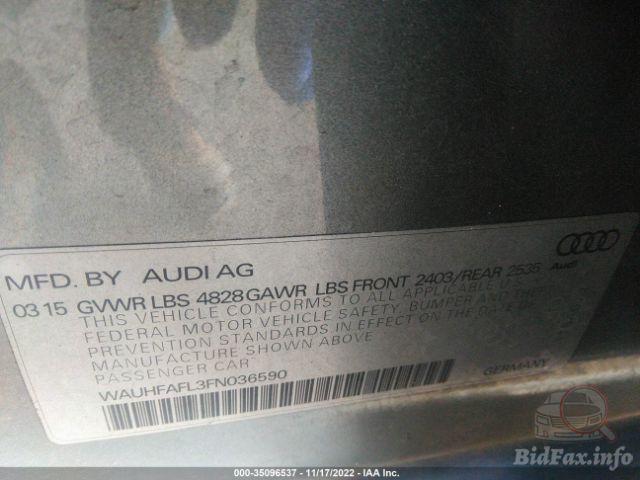 MFD. BY AUDI AG
03 15 GVWR LBS 4828 GAWR LBS FRONT 2403/REAR 2535 Audi
THIS VEHICLE CONFORMS TO ALL APPLICABLE U.S.
FEDERAL MOTOR VEHICLE SAFETY, BUMPER AND THEFT
PREVENTION STANDARDS IN EFFECT ON THE DATE OF
MANUFACTURE SHOWN ABOVE
PASSENGER CAR
WAUHFAFL3FN036590
GERMANY
BidFax.info
000-35096537 - 11/17/2022 - IAA Inc.